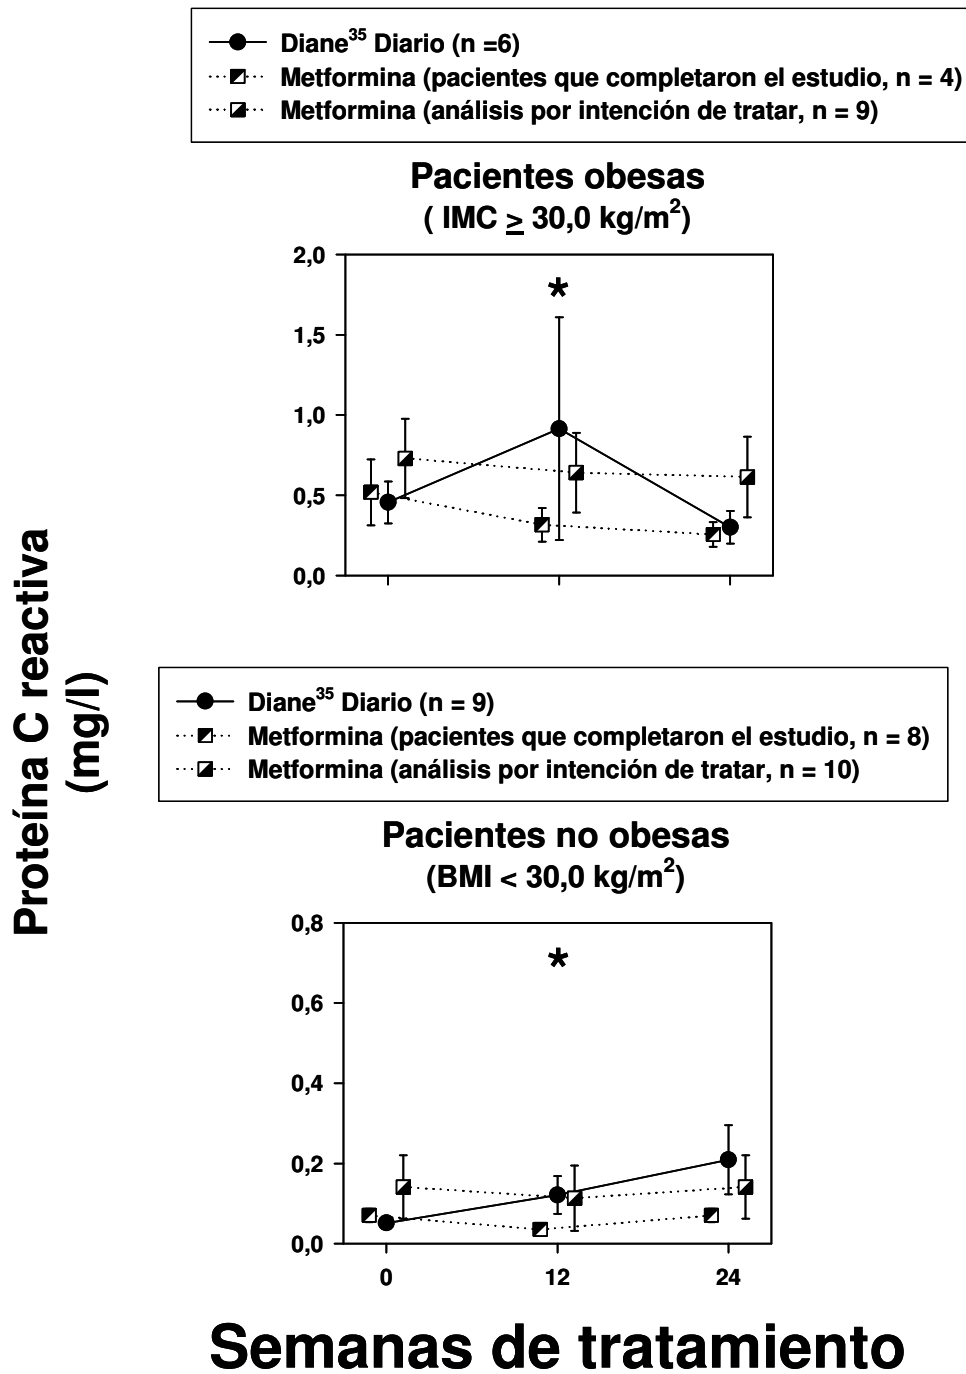 Diane35 Diario (n =6)
Metformina (pacientes que completaron el estudio, n = 4)
Metformina (análisis por intención de tratar, n = 9)
Pacientes obesas
( IMC ≥ 30,0 kg/m2)
*
2,0
1,5
1,0
0,5
0,0
Proteína C reactiva
(mg/l)
Diane35 Diario (n = 9)
Metformina (pacientes que completaron el estudio, n = 8)
Metformina (análisis por intención de tratar, n = 10)
Pacientes no obesas
(BMI < 30,0 kg/m2)
*
0,8
0,6
0,4
0,2
0,0
0 12 24
Semanas de tratamiento